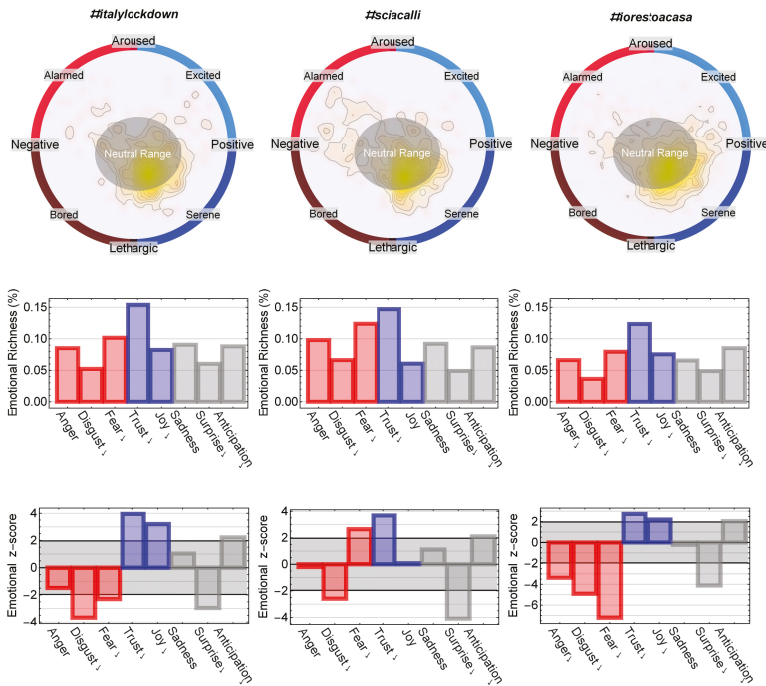 #italylockdown #sciacalli #iorestoacasa
Aroused Aroused Aroused
Alarmed Excited Alarmed Excited Alarmed Excited
Negative Neutral Range Positive Negative Neutral Range Positive Negative Neutral Range Positive
Bored Serene Bored Serene Bored Serene
Lethargic Lethargic Lethargic
Emotional Richness (%)
0.15
0.10
0.05
0.00
Anger Disgust Fear Trust Joy Sadness Surprise Anticipation
Emotional Richness (%)
0.15
0.10
0.05
0.00
Anger Disgust Fear Trust Joy Sadness Surprise Anticipation
Emotional Richness (%)
0.15
0.10
0.05
0.00
Anger Disgust Fear Trust Joy Sadness Surprise Anticipation
Emotional z-score
4
2
0
-2
-4
Anger Disgust Fear Trust Joy Sadness Surprise Anticipation
Emotional z-score
4
2
0
-2
-4
Anger Disgust Fear Trust Joy Sadness Surprise Anticipation
Emotional z-score
2
0
-2
-4
-6
Anger Disgust Fear Trust Joy Sadness Surprise Anticipation